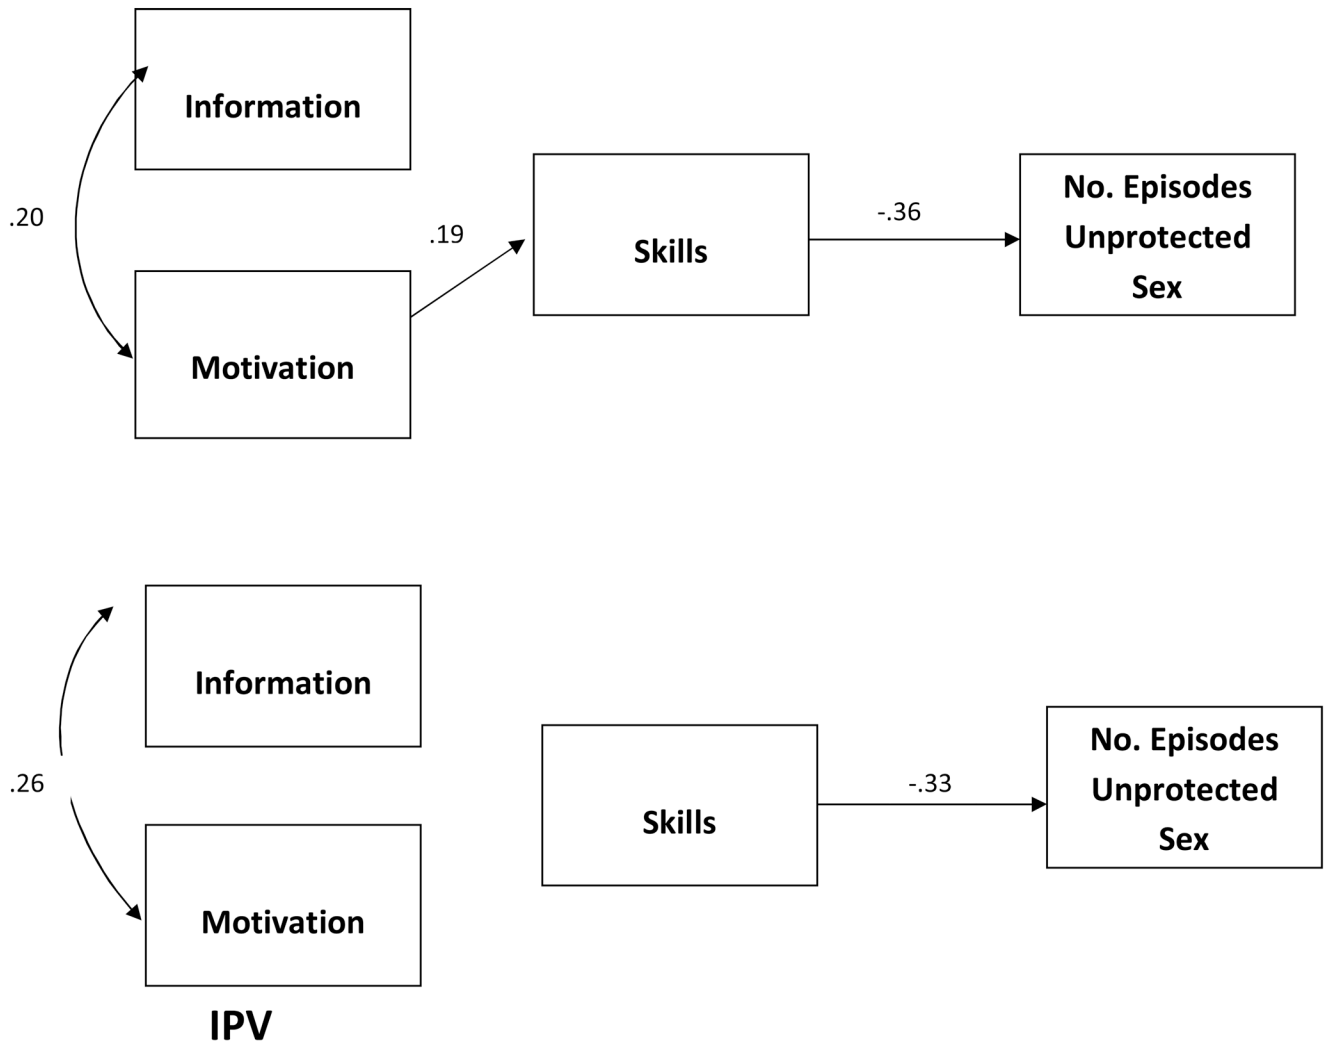 Information
.20
.19
-.36
Skills
No. Episodes
Unprotected
Sex
Motivation
Information
.26
Skills
-.33
No. Episodes
Unprotected
Sex
Motivation
IPV